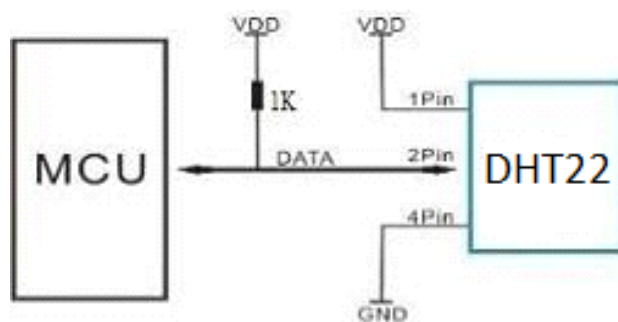 VDD
VDD
1K
1Pin
MCU
DATA
2Pin
DHT22
4Pin
GND